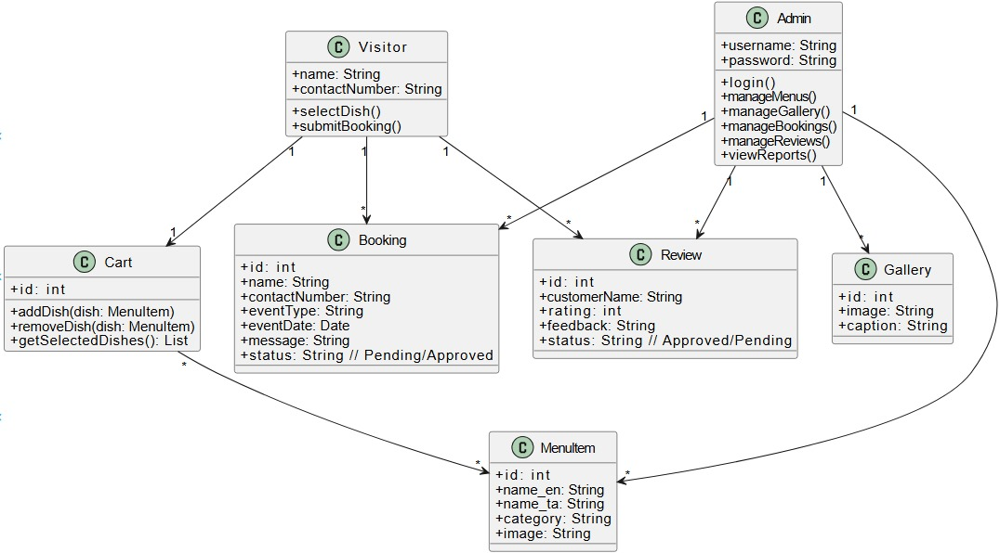 C Visitor
+name: String
+contactNumber: String
+selectDish()
+submitBooking()
C Admin
+username: String
+password: String
+login()
+manageMenus()
+manageGallery()
+manageBookings()
+manageReviews()
+viewReports()
1
1
1
1
1
1
1
1
*
*
*
*
*
C Cart
+id: int
+addDish(dish: MenuItem)
+removeDish(dish: MenuItem)
+getSelectedDishes(): List
C Booking
+id: int
+name: String
+contactNumber: String
+eventType: String
+eventDate: Date
+message: String
+status: String // Pending/Approved
C Review
+id: int
+customerName: String
+rating: int
+feedback: String
+status: String // Approved/Pending
C Gallery
+id: int
+image: String
+caption: String
*
*
*
C MenuItem
+id: int
+name_en: String
+name_ta: String
+category: String
+image: String